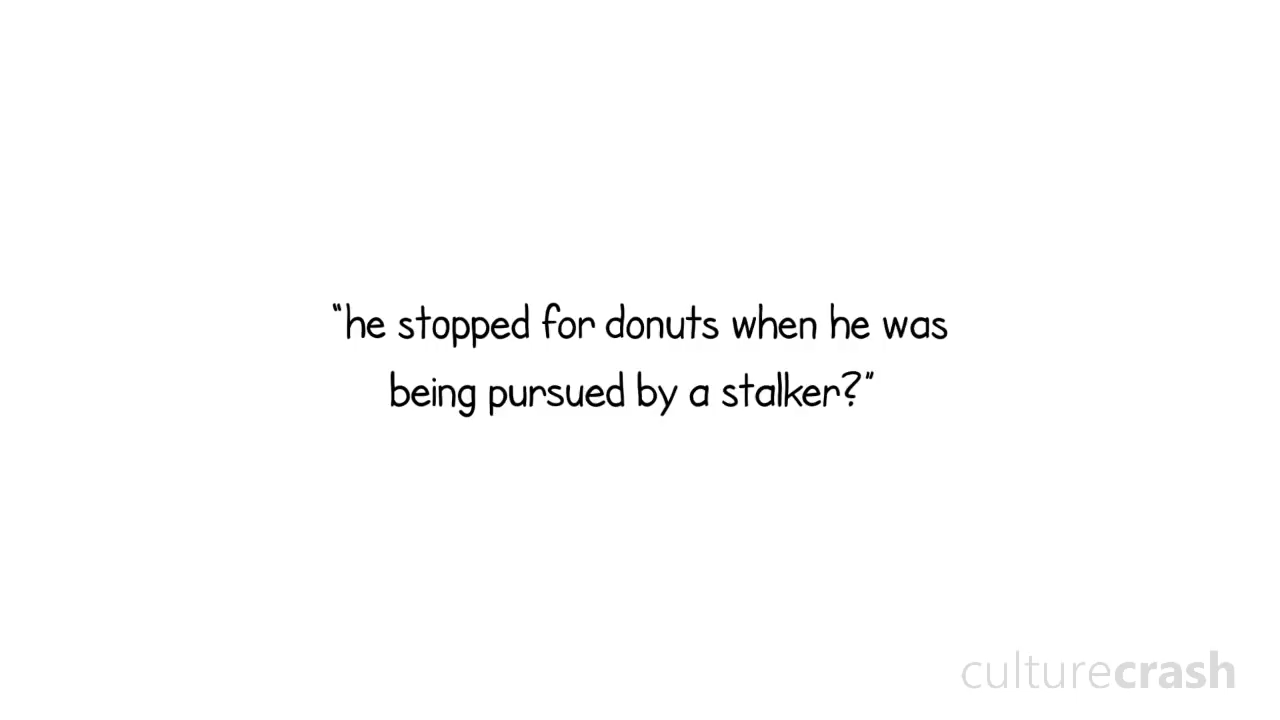 "he stopped for donuts when he was
being pursued by a stalker?"
culturecrash